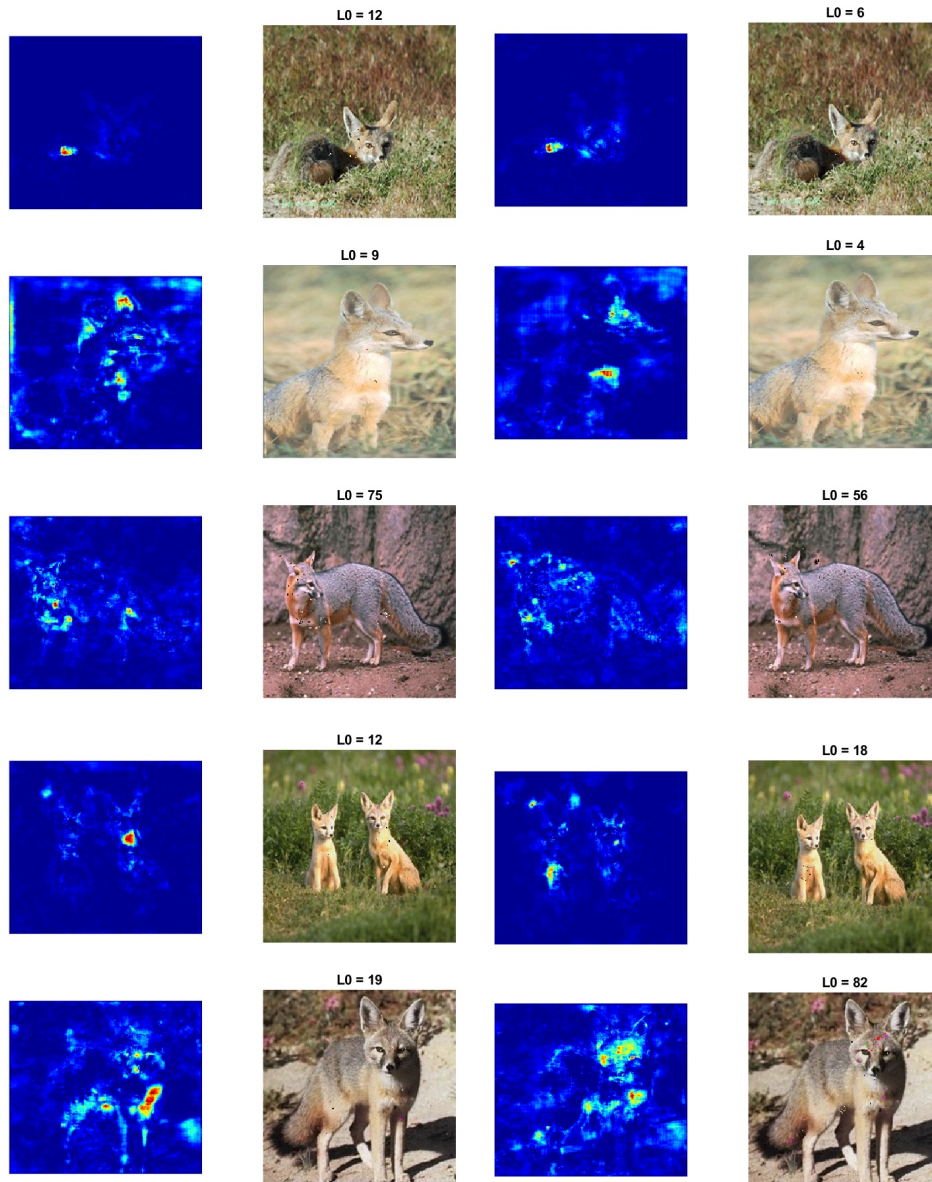 L0 = 12
L0 = 6
L0 = 9
L0 = 4
L0 = 75
L0 = 56
L0 = 12
L0 = 18
L0 = 19
L0 = 82